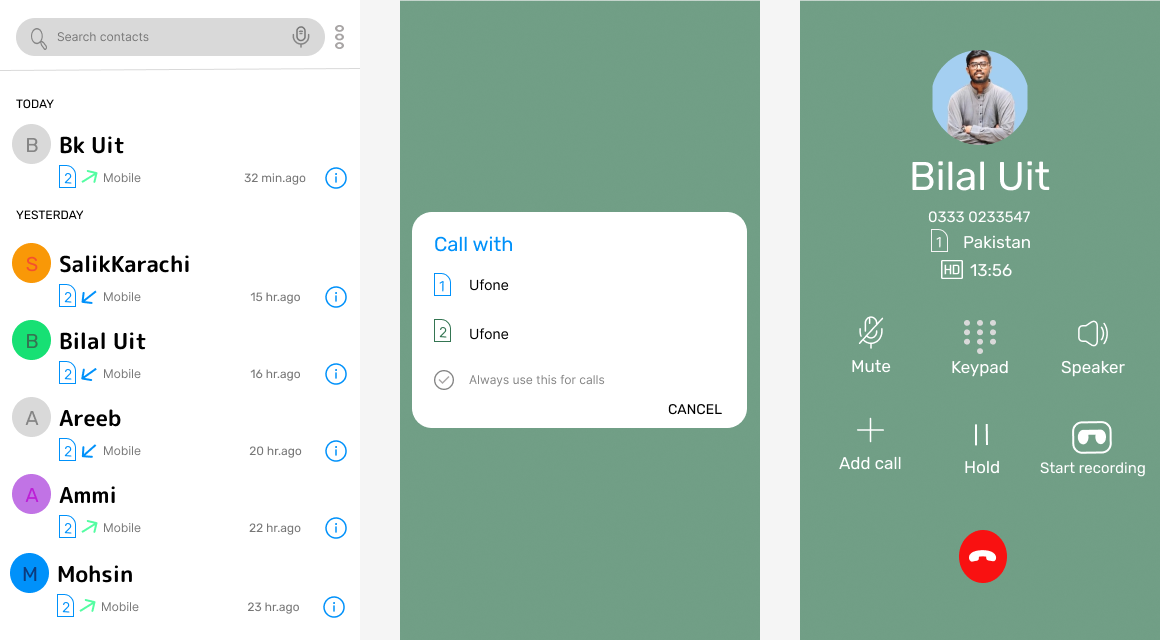 Search contacts
TODAY
B
Bk Uit
2 Mobile 32 min.ago
YESTERDAY
S
SalikKarachi
2 Mobile 15 hr.ago
B
Bilal Uit
2 Mobile 16 hr.ago
A
Areeb
2 Mobile 20 hr.ago
A
Ammi
2 Mobile 22 hr.ago
M
Mohsin
2 Mobile 23 hr.ago
Call with
1 Ufone
2 Ufone
Always use this for calls
CANCEL
Bilal Uit
0333 0233547
1 Pakistan
HD 13:56
Mute Keypad Speaker
Add call Hold Start recording